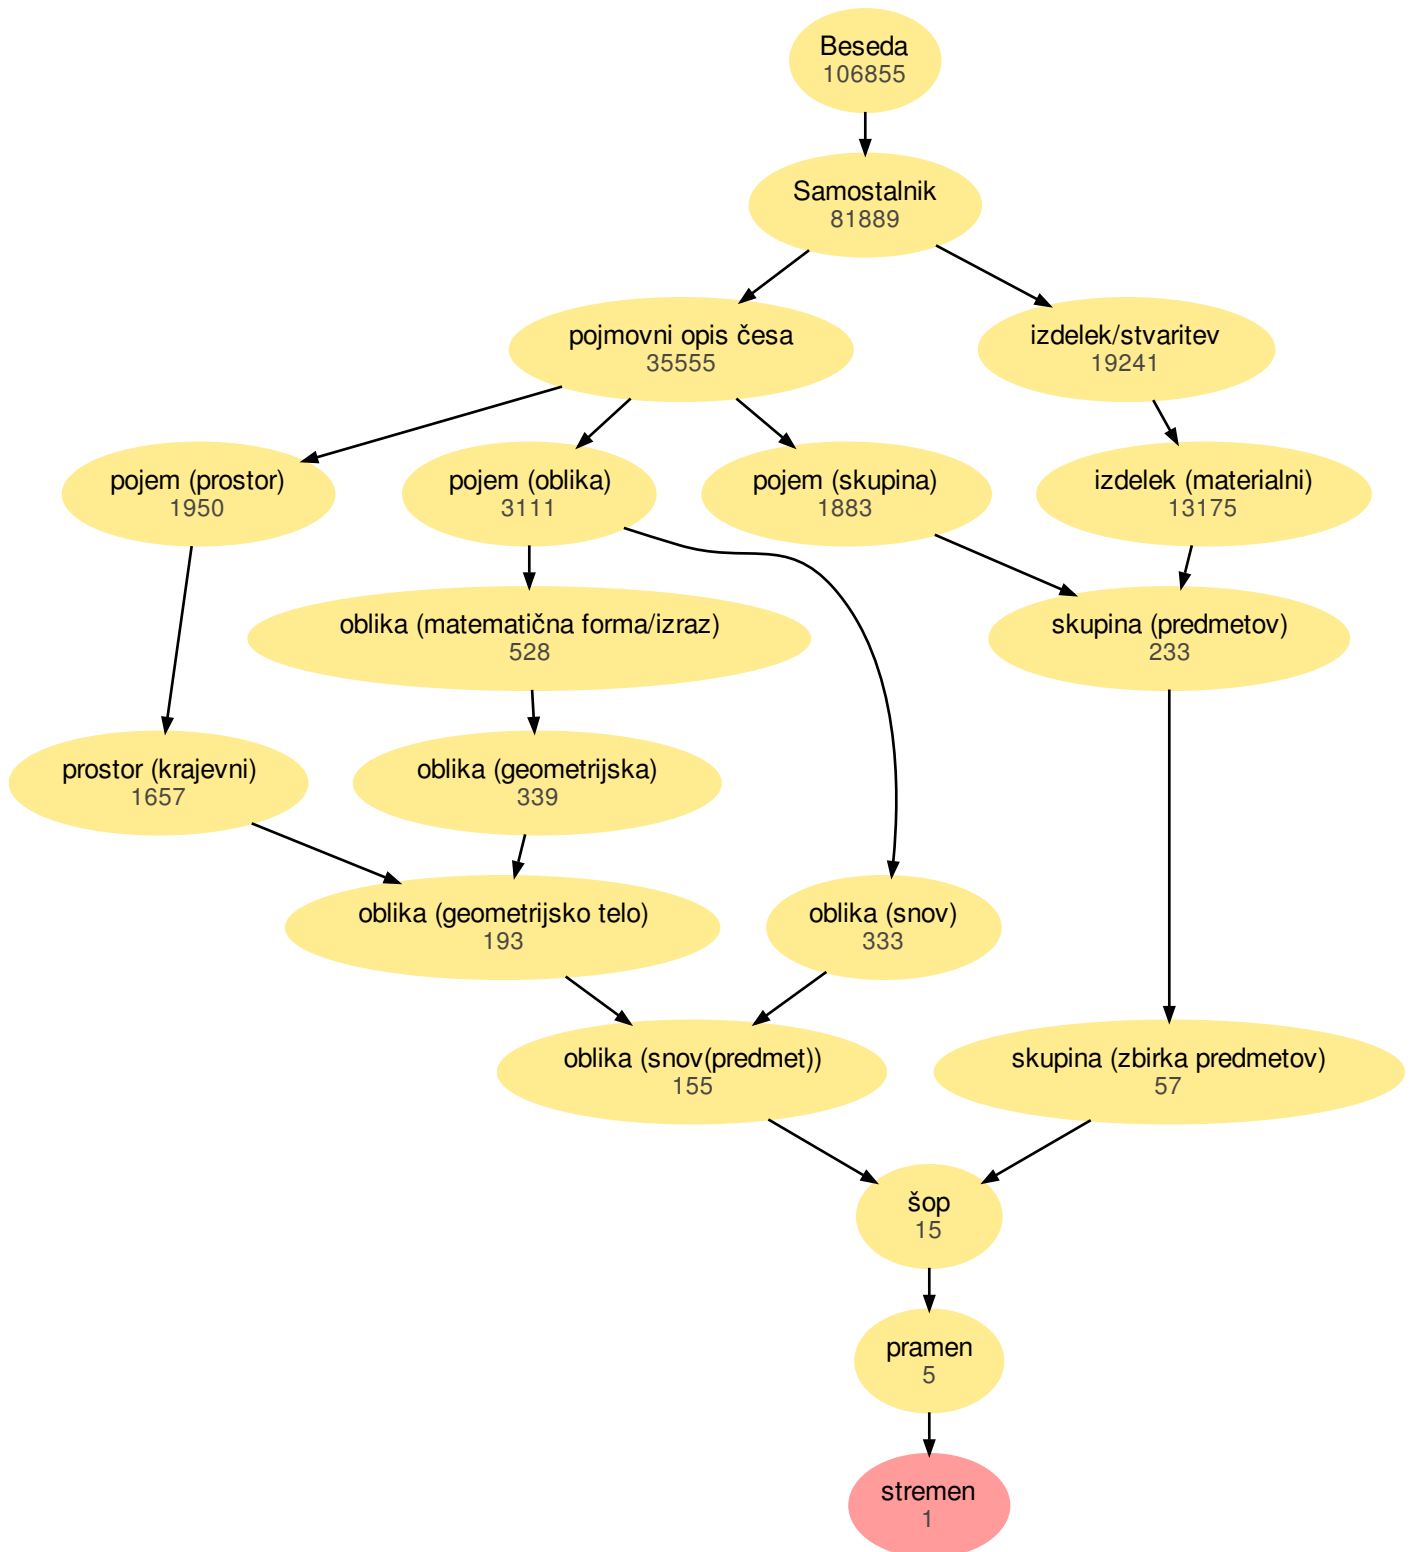 Beseda
106855
Samostalnik
81889
pojmovni opis česa
35555
izdelek/stvaritev
19241
pojem (prostor)
1950
pojem (oblika)
3111
pojem (skupina)
1883
izdelek (materialni)
13175
oblika (matematična forma/izraz)
528
skupina (predmetov)
233
prostor (krajevni)
1657
oblika (geometrijska)
339
oblika (geometrijsko telo)
193
oblika (snov)
333
oblika (snov(predmet))
155
skupina (zbirka predmetov)
57
šop
15
pramen
5
stremen
1